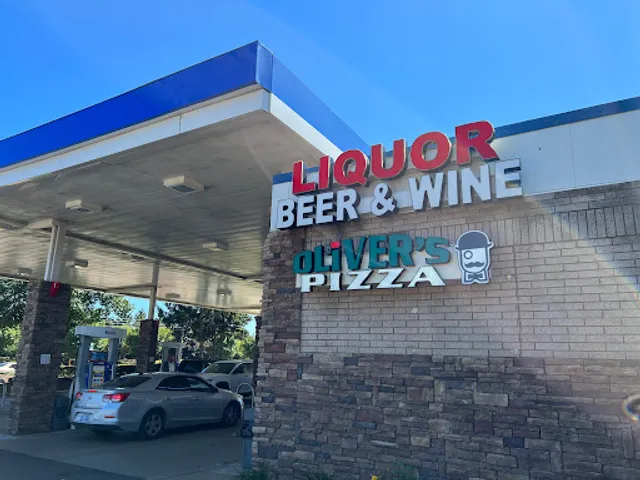 LIQUOR
BEER & WINE
OLiVER'S
PIZZA